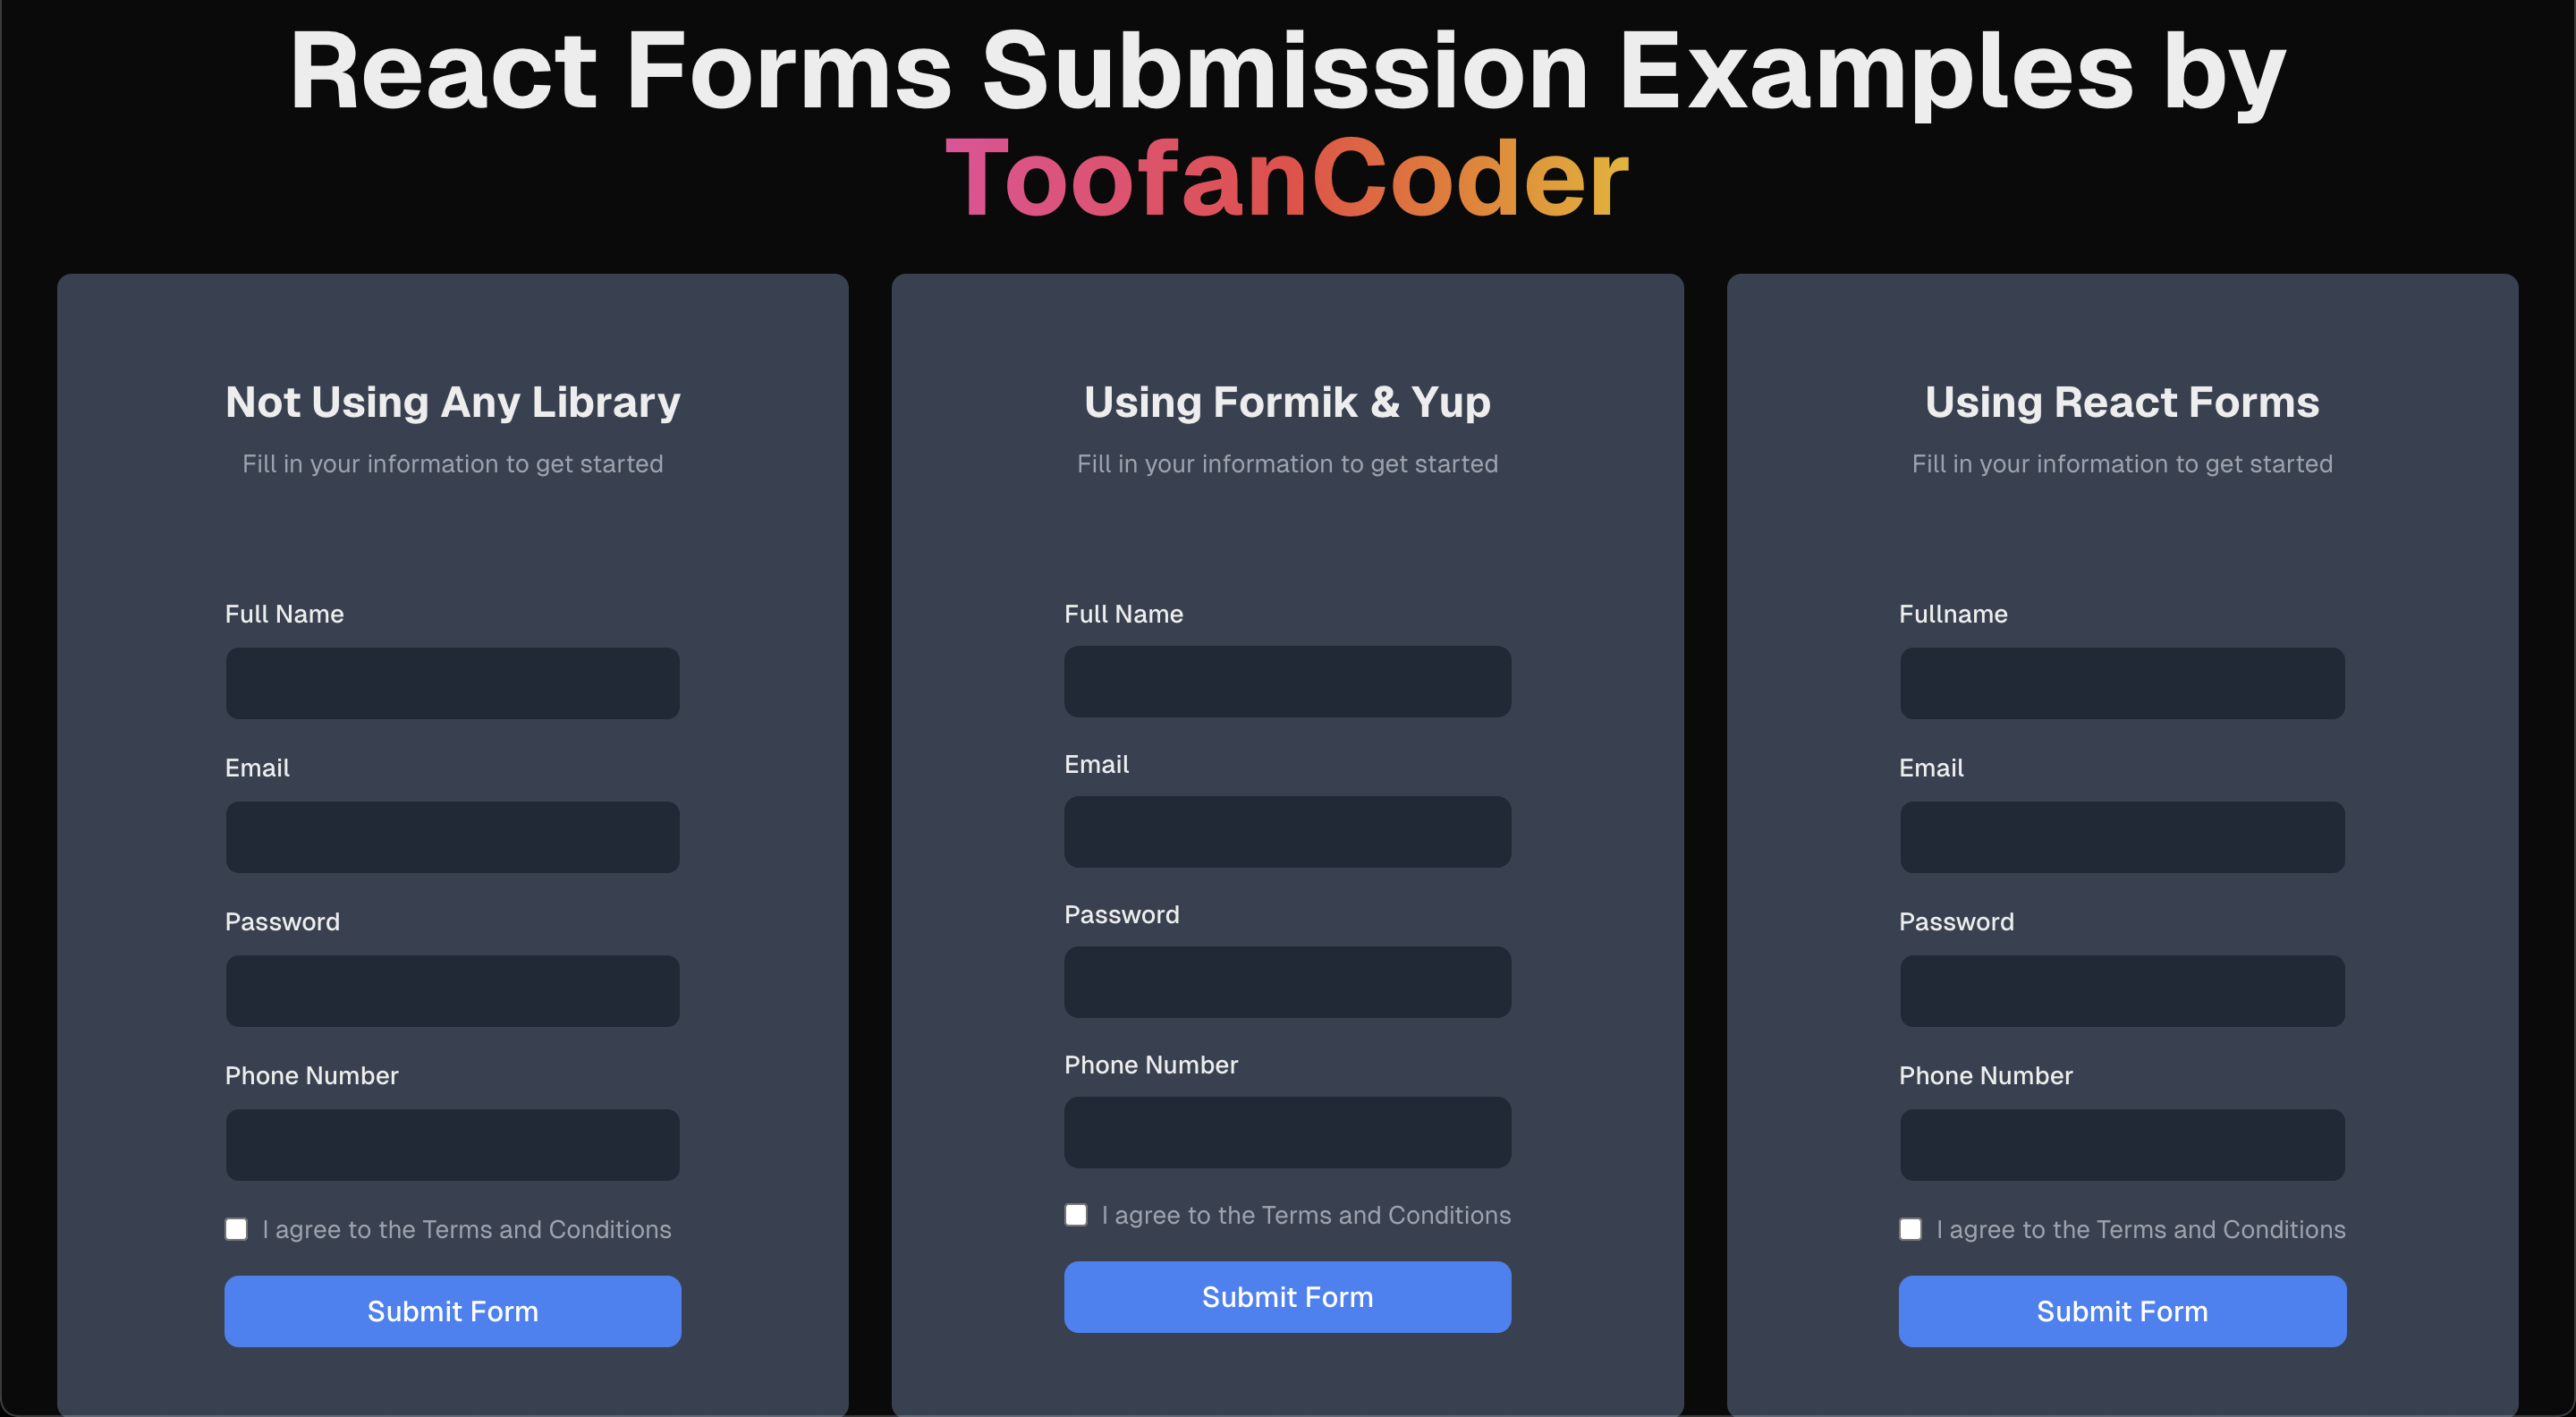 React Forms Submission Examples by
ToofanCoder
Not Using Any Library
Fill in your information to get started
Full Name
Email
Password
Phone Number
I agree to the Terms and Conditions
Submit Form
Using Formik & Yup
Fill in your information to get started
Full Name
Email
Password
Phone Number
I agree to the Terms and Conditions
Submit Form
Using React Forms
Fill in your information to get started
Fullname
Email
Password
Phone Number
I agree to the Terms and Conditions
Submit Form